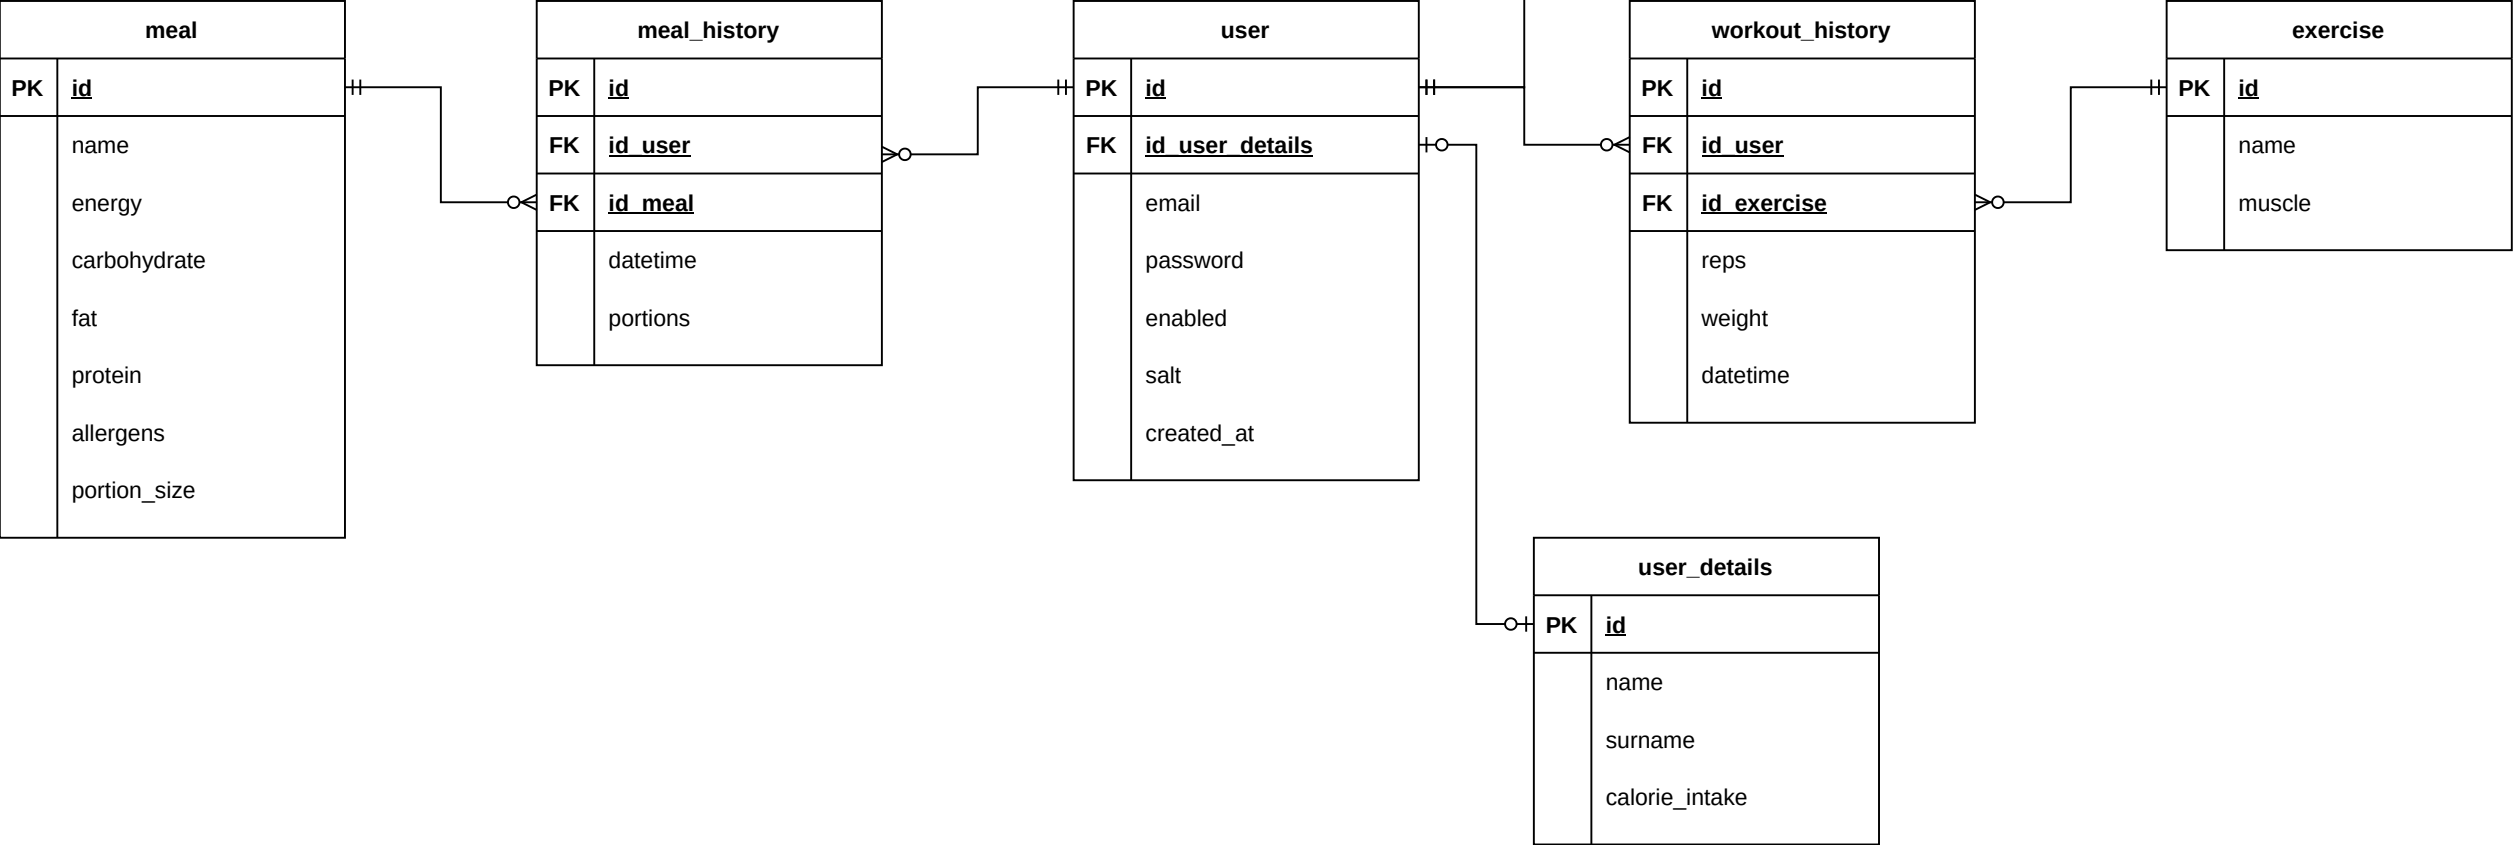 meal
PK id
name
energy
carbohydrate
fat
protein
allergens
portion_size
meal_history
PK id
FK id_user
FK id_meal
datetime
portions
user
PK id
FK id_user_details
email
password
enabled
salt
created_at
workout_history
PK id
FK id_user
FK id_exercise
reps
weight
datetime
exercise
PK id
name
muscle
user_details
PK id
name
surname
calorie_intake